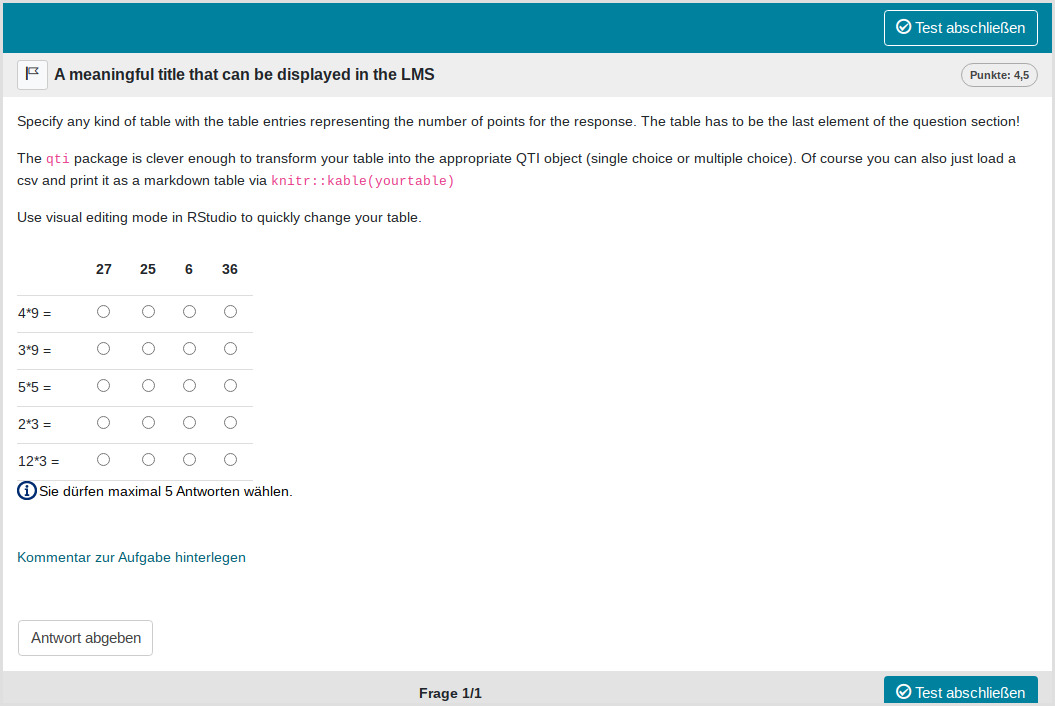 Test abschließen
A meaningful title that can be displayed in the LMS
Punkte: 4,5
Specify any kind of table with the table entries representing the number of points for the response. The table has to be the last element of the question section!
The qti package is clever enough to transform your table into the appropriate QTI object (single choice or multiple choice). Of course you can also just load a
csv and print it as a markdown table via knitr::kable(yourtable)
Use visual editing mode in RStudio to quickly change your table.
27 25 6 36
4*9 =
3*9 =
5*5 =
2*3 =
12*3 =
Sie dürfen maximal 5 Antworten wählen.
Kommentar zur Aufgabe hinterlegen
Antwort abgeben
Frage 1/1
Test abschließen